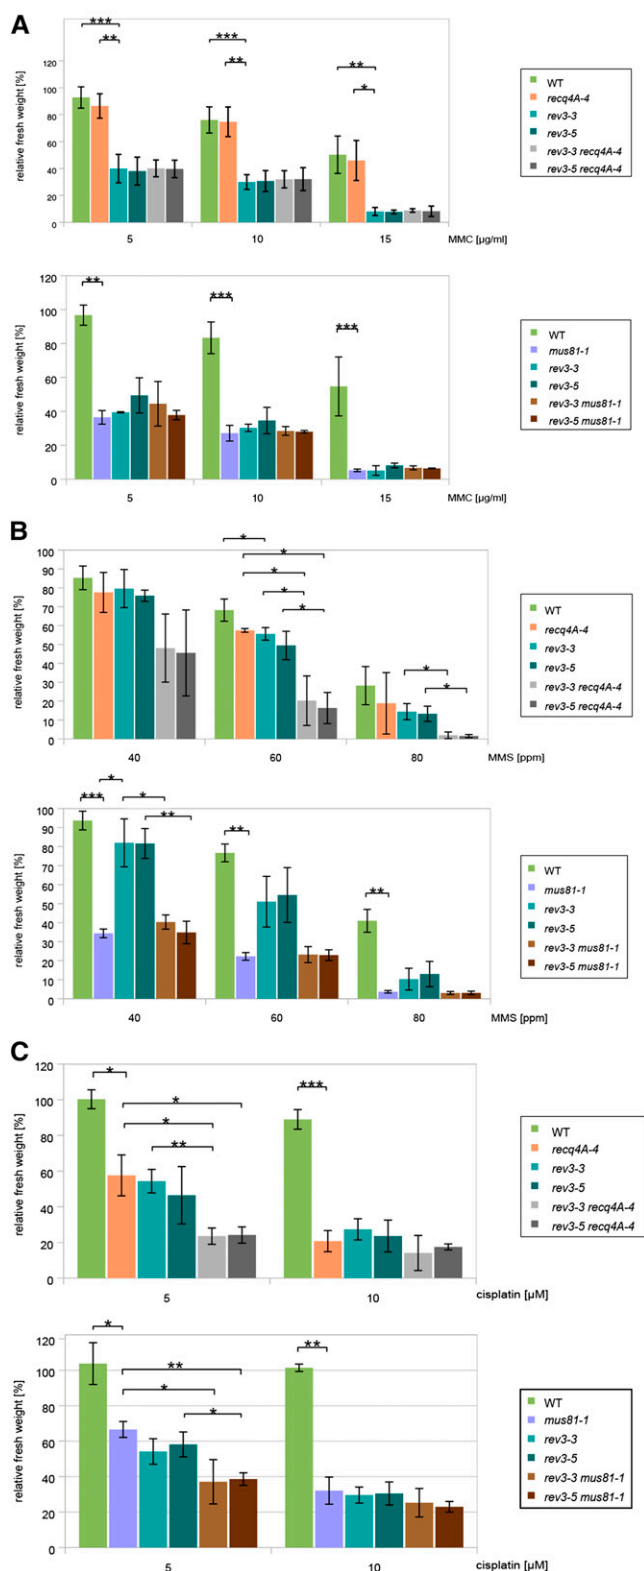 A
relative fresh weight [%]
120
100
80
60
40
20
0
***
**
***
**
**
*
5
10
15
MMC [µg/ml]
WT
recq4A-4
rev3-3
rev3-5
rev3-3 recq4A-4
rev3-5 recq4A-4
relative fresh weight [%]
120
100
80
60
40
20
0
**
***
***
5
10
15
MMC [µg/ml]
WT
mus81-1
rev3-3
rev3-5
rev3-3 mus81-1
rev3-5 mus81-1
B
relative fresh weight [%]
100
90
80
70
60
50
40
30
20
10
0
*
*
*
*
*
*
*
40
60
80
MMS [ppm]
WT
recq4A-4
rev3-3
rev3-5
rev3-3 recq4A-4
rev3-5 recq4A-4
relative fresh weight [%]
100
90
80
70
60
50
40
30
20
10
0
*
***
*
**
**
**
40
60
80
MMS [ppm]
WT
mus81-1
rev3-3
rev3-5
rev3-3 mus81-1
rev3-5 mus81-1
C
relative fresh weight [%]
120
100
80
60
40
20
0
*
*
*
**
***
5
10
cisplatin [µM]
WT
recq4A-4
rev3-3
rev3-5
rev3-3 recq4A-4
rev3-5 recq4A-4
relative fresh weight [%]
120
100
80
60
40
20
0
*
**
*
*
**
5
10
cisplatin [µM]
WT
mus81-1
rev3-3
rev3-5
rev3-3 mus81-1
rev3-5 mus81-1